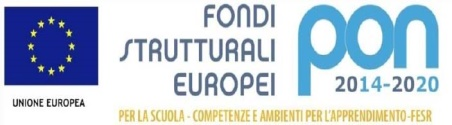 FONDI
STRUTTURALI
EUROPEI
pon
2014-2020
UNIONE EUROPEA
PER LA SCUOLA - COMPETENZE E AMBIENTI PER L'APPRENDIMENTO-FESR